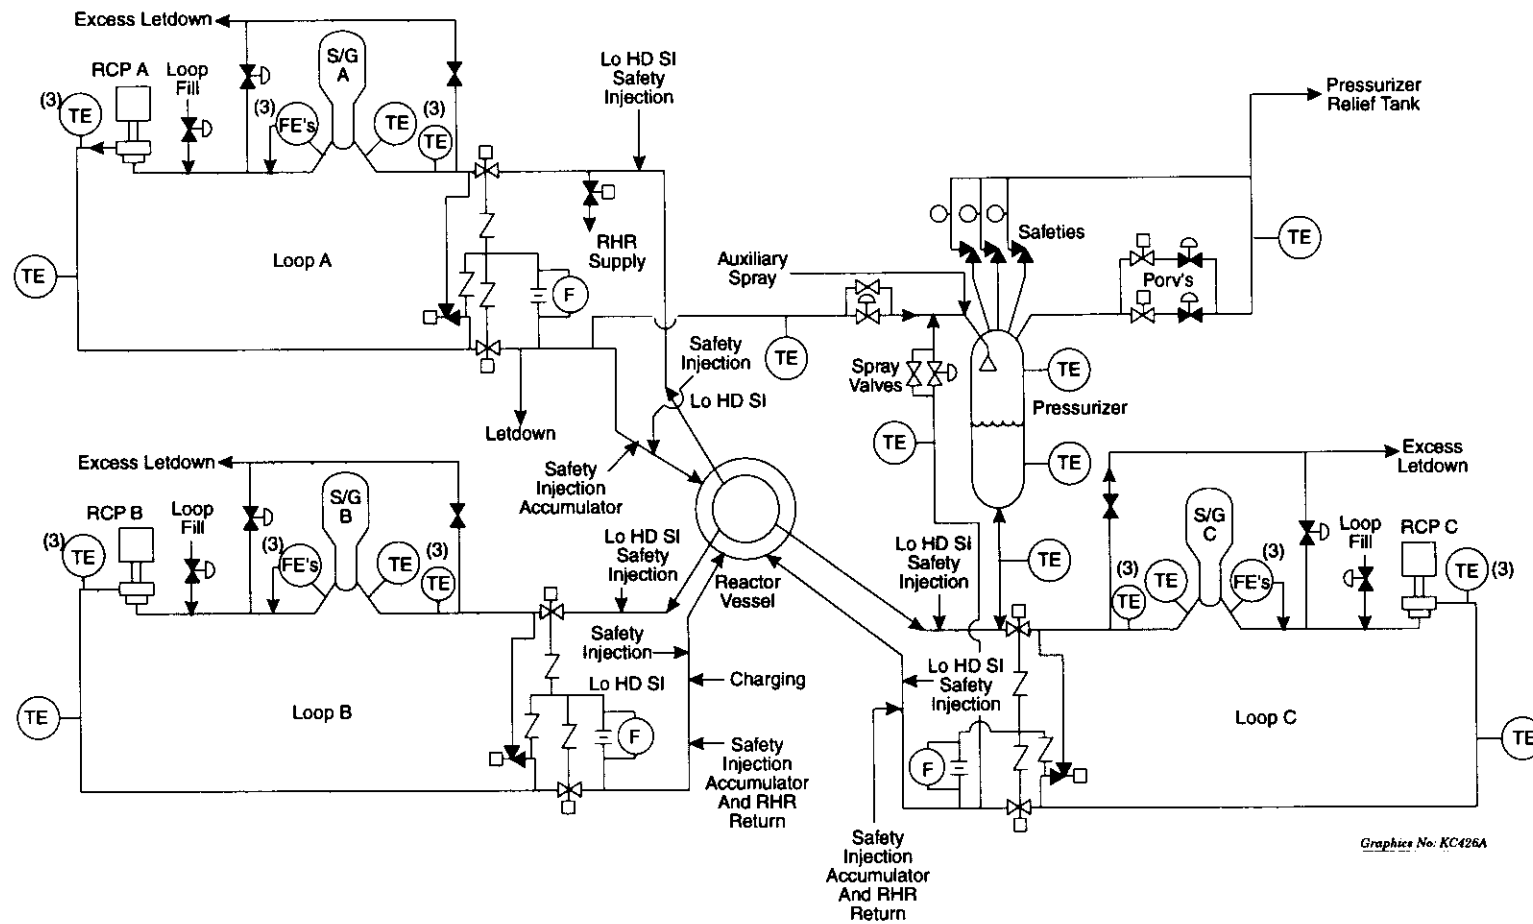 Excess Letdown
RCP A
Loop
Fill
S/G
A
(3)
TE
(3)
FE's
TE
(3)
TE
Lo HD SI
Safety
Injection
Pressurizer
Relief Tank
TE
Loop A
RHR
Supply
F
Auxiliary
Spray
Safeties
Porv's
TE
TE
Safety
Injection
Lo HD SI
Spray
Valves
TE
Pressurizer
TE
TE
Letdown
Safety
Injection
Accumulator
Excess Letdown
RCP B
Loop
Fill
S/G
B
(3)
TE
(3)
FE's
TE
(3)
TE
Lo HD SI
Safety
Injection
Reactor
Vessel
Lo HD SI
Safety
Injection
TE
Excess
Letdown
S/G
C
Loop
Fill
RCP C
(3)
TE
TE
(3)
FE's
TE
(3)
Safety
Injection
Lo HD SI
Charging
Lo HD SI
Safety
Injection
TE
Loop B
F
Safety
Injection
Accumulator
And RHR
Return
F
Loop C
TE
Safety
Injection
Accumulator
And RHR
Return
Graphics No: KC426A